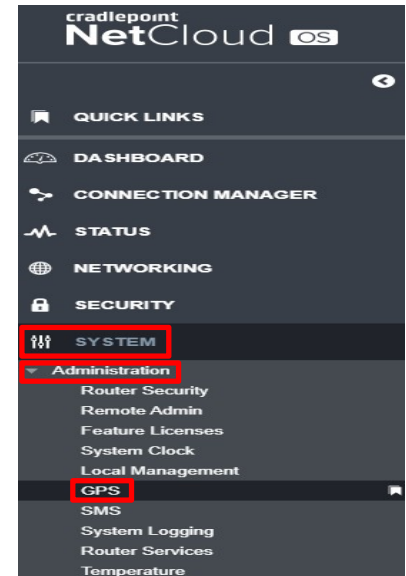 cradlepoint
NetCloud OS
QUICK LINKS
DASHBOARD
CONNECTION MANAGER
STATUS
NETWORKING
SECURITY
SYSTEM
Administration
Router Security
Remote Admin
Feature Licenses
System Clock
Local Management
GPS
SMS
System Logging
Router Services
Temperature